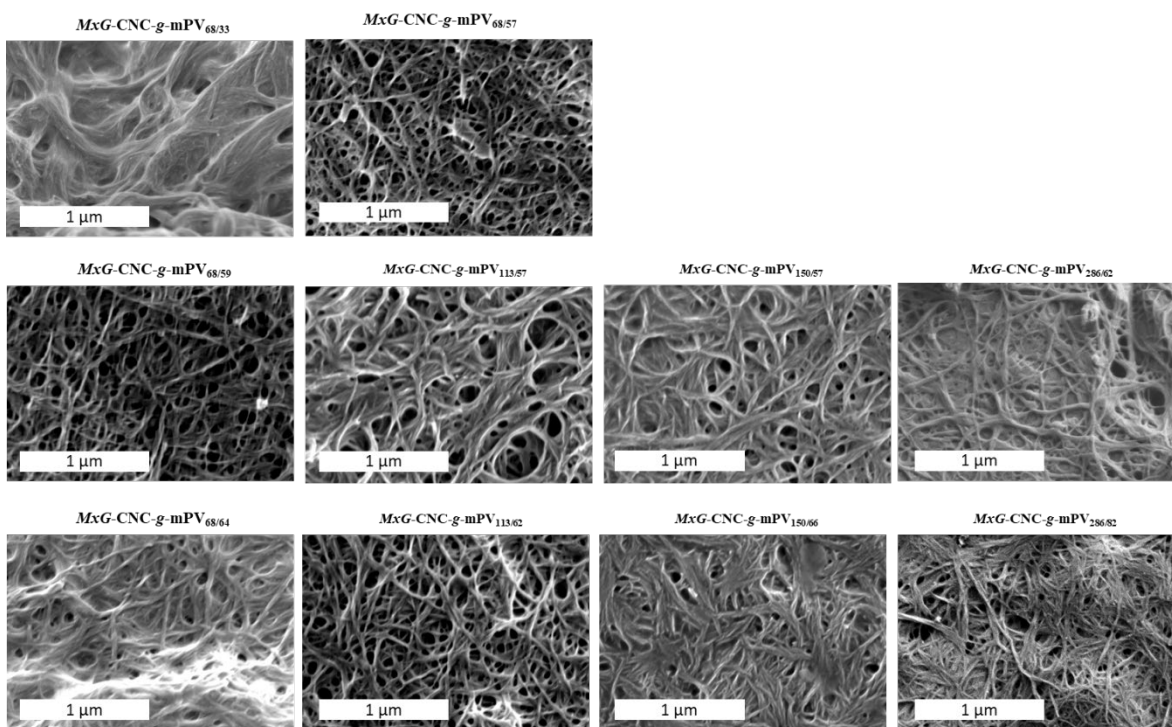 MxG-CNC-g-mPV68/33 MxG-CNC-g-mPV68/57
1 µm 1 µm
MxG-CNC-g-mPV68/59 MxG-CNC-g-mPV113/57 MxG-CNC-g-mPV150/57 MxG-CNC-g-mPV286/62
1 µm 1 µm 1 µm 1 µm
MxG-CNC-g-mPV68/64 MxG-CNC-g-mPV113/62 MxG-CNC-g-mPV150/66 MxG-CNC-g-mPV286/82
1 µm 1 µm 1 µm 1 µm